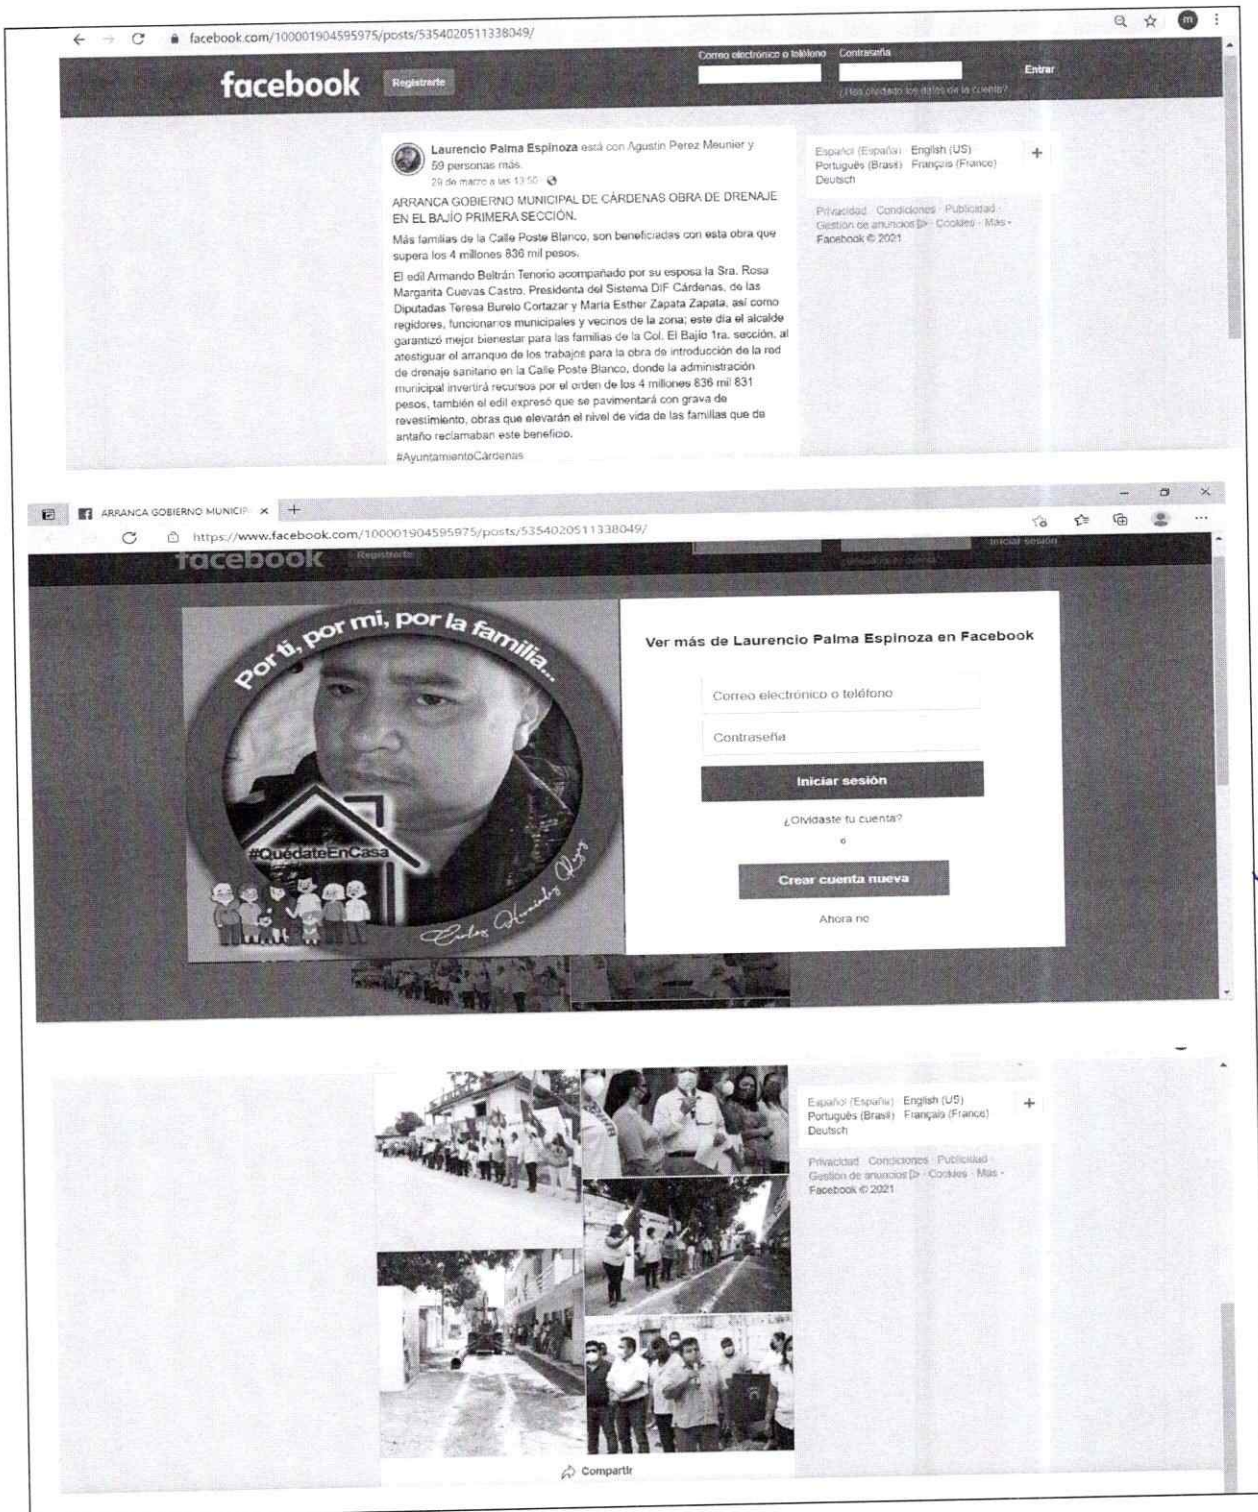 facebook.com/100001904595975/posts/5354020511338049/
m
facebook
Registrarte
Correo electrónico o teléfono
Contraseña
Entrar
¿Has olvidado los datos de la cuenta?
Laurencio Palma Espinoza está con Agustin Perez Meunier y
59 personas más.
29 de marzo a las 13:50
ARRANCA GOBIERNO MUNICIPAL DE CÁRDENAS OBRA DE DRENAJE
EN EL BAJÍO PRIMERA SECCIÓN.
Más familias de la Calle Poste Blanco, son beneficiadas con esta obra que
supera los 4 millones 836 mil pesos.
El edil Armando Beltrán Tenorio acompañado por su esposa la Sra. Rosa
Margarita Cuevas Castro, Presidenta del Sistema DIF Cárdenas, de las
Diputadas Teresa Burelo Cortazar y María Esther Zapata Zapata, así como
regidores, funcionarios municipales y vecinos de la zona; este día el alcalde
garantizó mejor bienestar para las familias de la Col. El Bajío 1ra. sección, al
atestiguar el arranque de los trabajos para la obra de introducción de la red
de drenaje sanitario en la Calle Poste Blanco, donde la administración
municipal invertirá recursos por el orden de los 4 millones 836 mil 831
pesos, también el edil expresó que se pavimentará con grava de
revestimiento, obras que elevarán el nivel de vida de las familias que de
antaño reclamaban este beneficio.
#AyuntamientoCárdenas
Español (España) · English (US) ·
Português (Brasil) · Français (France) ·
Deutsch
Privacidad · Condiciones · Publicidad ·
Gestión de anuncios · Cookies · Más ·
Facebook © 2021
ARRANCA GOBIERNO MUNICIP
https://www.facebook.com/100001904595975/posts/5354020511338049/
facebook
Registrarte
Iniciar sesión
Por ti, por mi, por la familia...
#QuédateEnCasa
Ver más de Laurencio Palma Espinoza en Facebook
Correo electrónico o teléfono
Contraseña
Iniciar sesión
¿Olvidaste tu cuenta?
o
Crear cuenta nueva
Ahora no
Español (España) · English (US) ·
Português (Brasil) · Français (France) ·
Deutsch
Privacidad · Condiciones · Publicidad ·
Gestión de anuncios · Cookies · Más ·
Facebook © 2021
Compartir